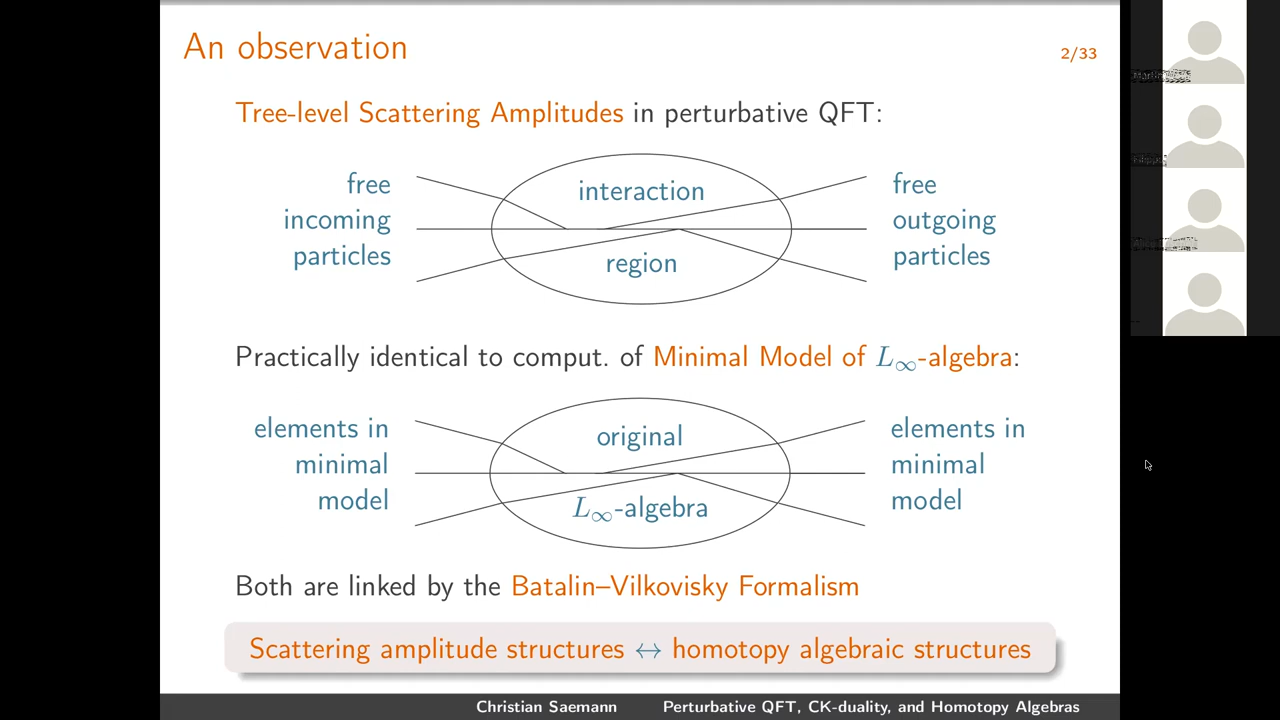 An observation
2/33
Tree-level Scattering Amplitudes in perturbative QFT:
free
incoming
particles
interaction
region
free
outgoing
particles
Practically identical to comput. of Minimal Model of L∞-algebra:
elements in
minimal
model
original
L∞-algebra
elements in
minimal
model
Both are linked by the Batalin–Vilkovisky Formalism
Scattering amplitude structures ↔ homotopy algebraic structures
Christian Saemann Perturbative QFT, CK-duality, and Homotopy Algebras